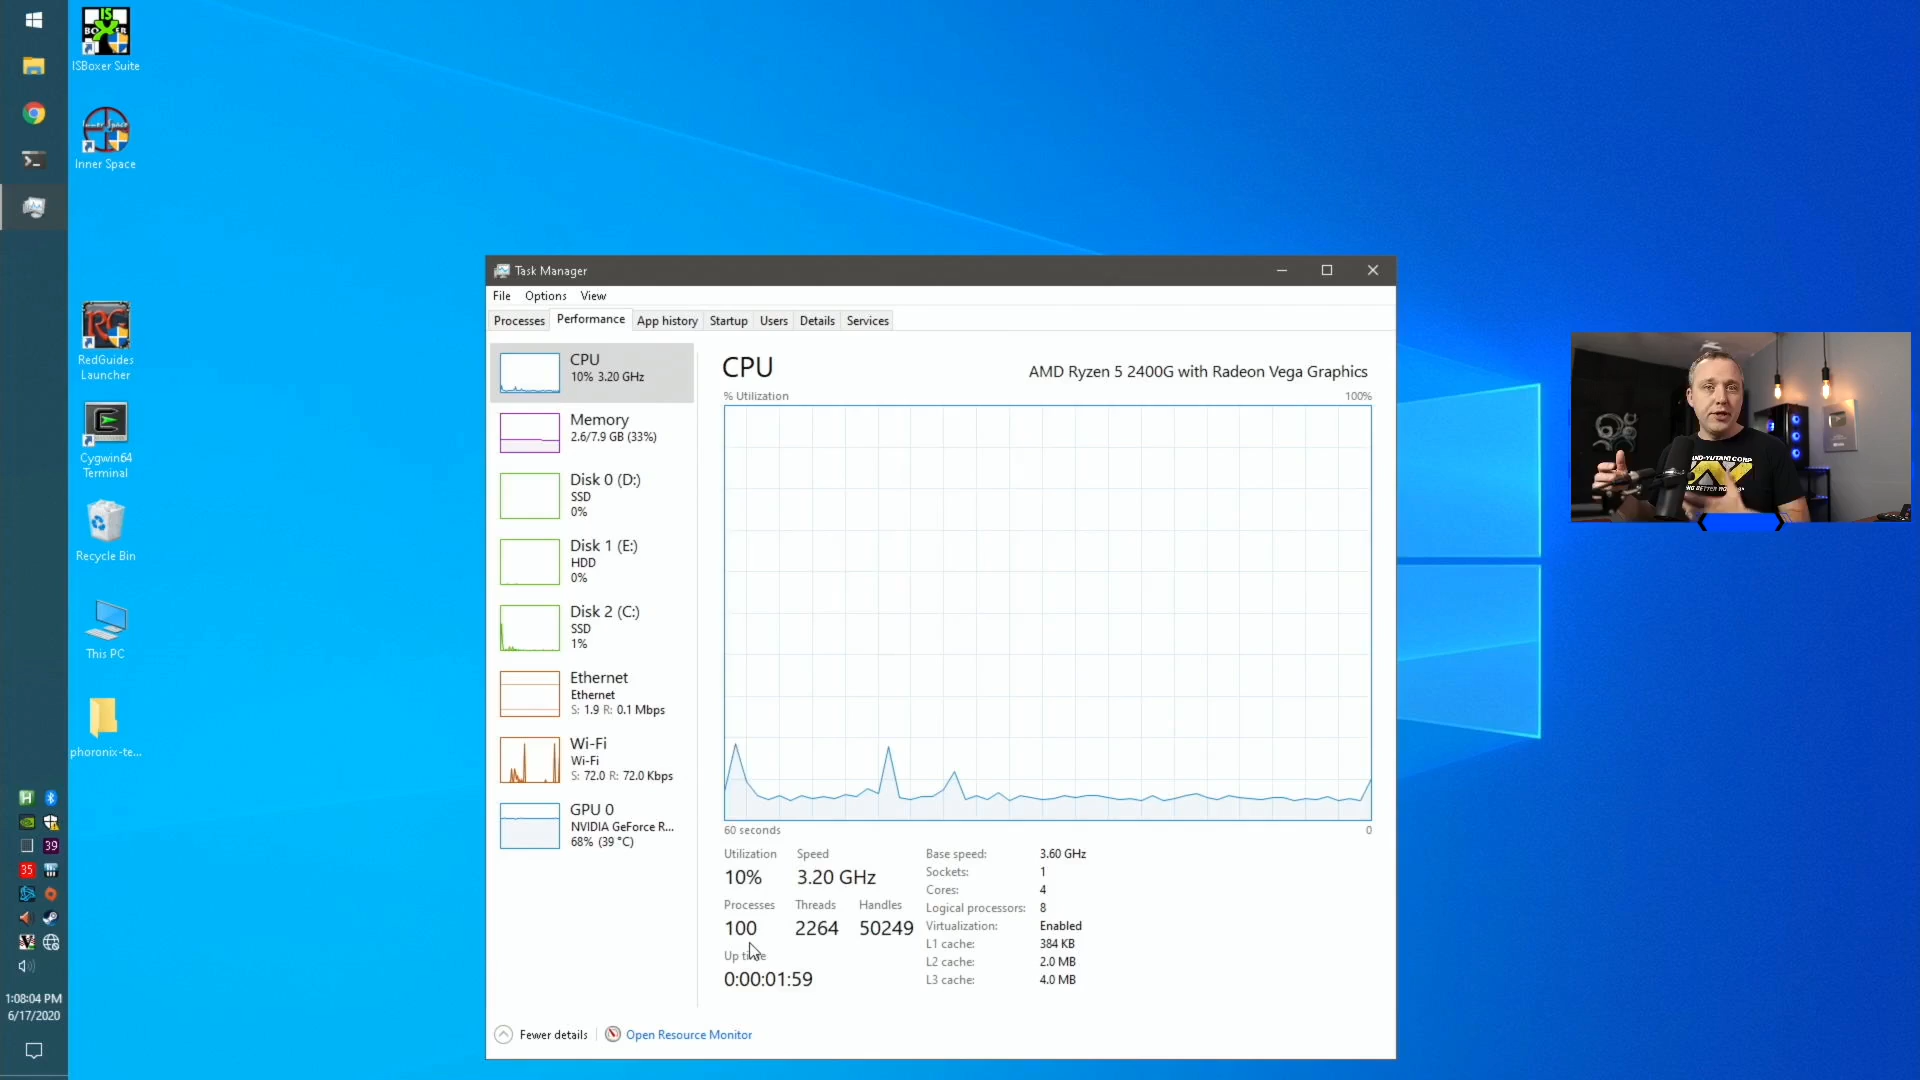 ISBoxer Suite
Inner Space
RedGuides
Launcher
Cygwin64
Terminal
Recycle Bin
This PC
phoronix-te...
39
35
1:08:04 PM
6/17/2020
Task Manager
File Options View
Processes Performance App history Startup Users Details Services
CPU
10% 3.20 GHz
Memory
2.6/7.9 GB (33%)
Disk 0 (D:)
SSD
0%
Disk 1 (E:)
HDD
0%
Disk 2 (C:)
SSD
1%
Ethernet
Ethernet
S: 1.9 R: 0.1 Mbps
Wi-Fi
Wi-Fi
S: 72.0 R: 72.0 Kbps
GPU 0
NVIDIA GeForce R...
68% (39 °C)
CPU AMD Ryzen 5 2400G with Radeon Vega Graphics
% Utilization 100%
60 seconds 0
Utilization Speed
10% 3.20 GHz
Processes Threads Handles
100 2264 50249
Up time
0:00:01:59
Base speed: 3.60 GHz
Sockets: 1
Cores: 4
Logical processors: 8
Virtualization: Enabled
L1 cache: 384 KB
L2 cache: 2.0 MB
L3 cache: 4.0 MB
Fewer details Open Resource Monitor